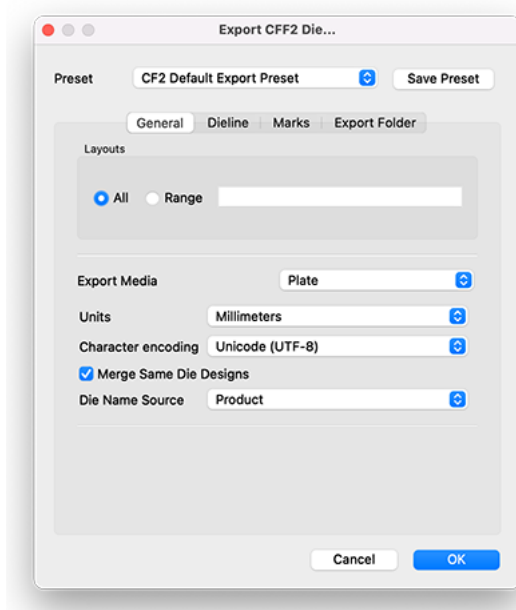 Export CFF2 Die...
Preset CF2 Default Export Preset Save Preset
General Dieline Marks Export Folder
Layouts
All Range
Export Media Plate
Units Millimeters
Character encoding Unicode (UTF-8)
Merge Same Die Designs
Die Name Source Product
Cancel OK